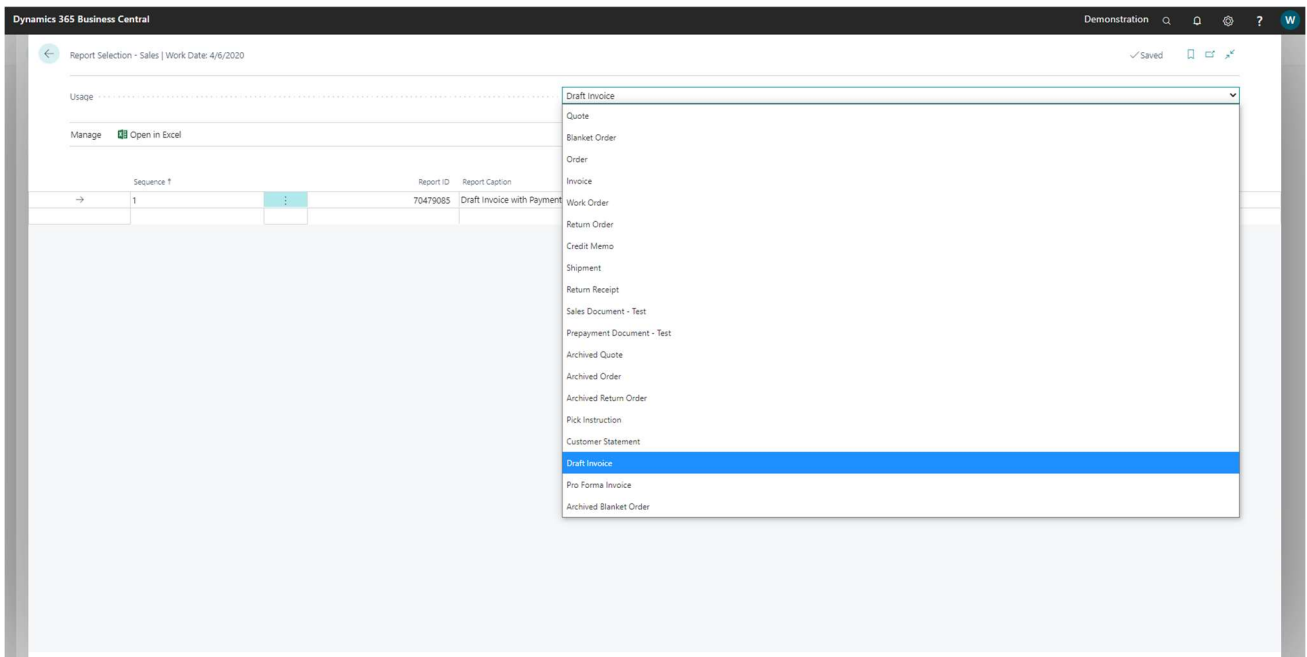 Dynamics 365 Business Central
Demonstration
?
W
Report Selection - Sales | Work Date: 4/6/2020
✓ Saved
Usage
Draft Invoice
Quote
Blanket Order
Order
Invoice
Work Order
Return Order
Credit Memo
Shipment
Return Receipt
Sales Document - Test
Prepayment Document - Test
Archived Quote
Archived Order
Archived Return Order
Pick Instruction
Customer Statement
Draft Invoice
Pro Forma Invoice
Archived Blanket Order
Manage Open in Excel
Sequence ↑ Report ID Report Caption
→ 1 ⋮ 70479085 Draft Invoice with Payment